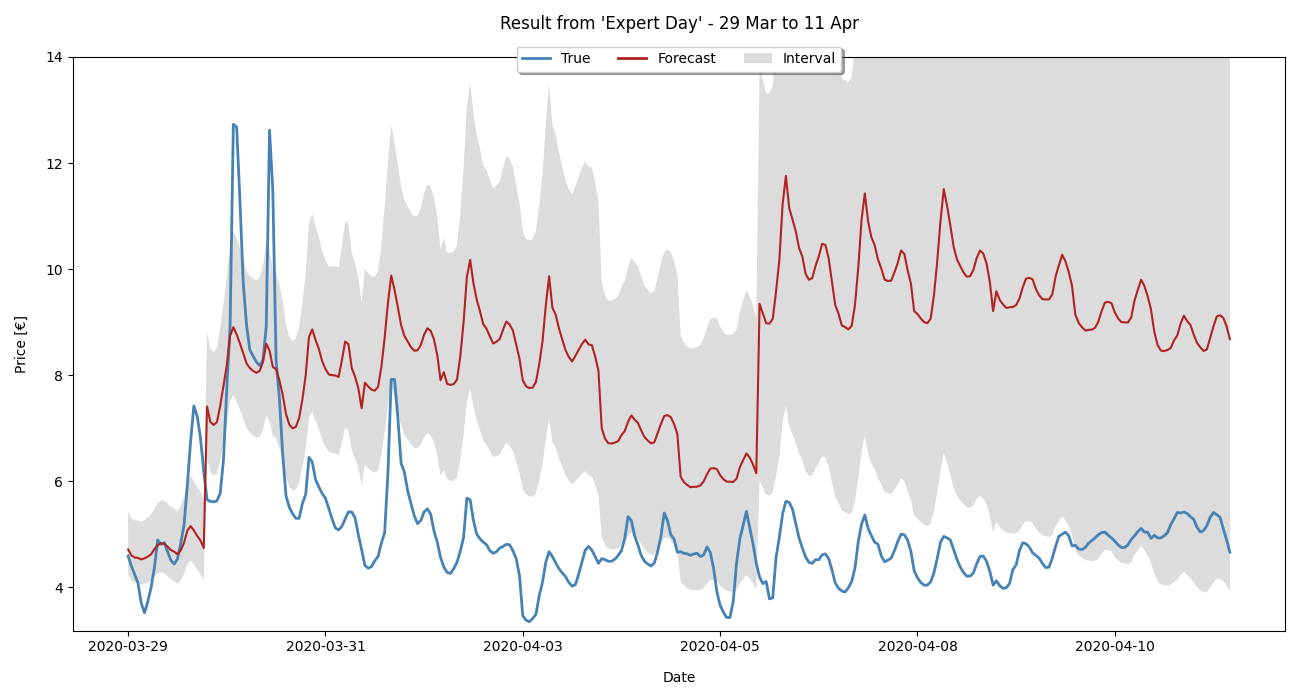 Result from 'Expert Day' - 29 Mar to 11 Apr
True Forecast Interval
14
12
10
8
6
4
Price [€]
2020-03-29 2020-03-31 2020-04-03 2020-04-05 2020-04-08 2020-04-10
Date